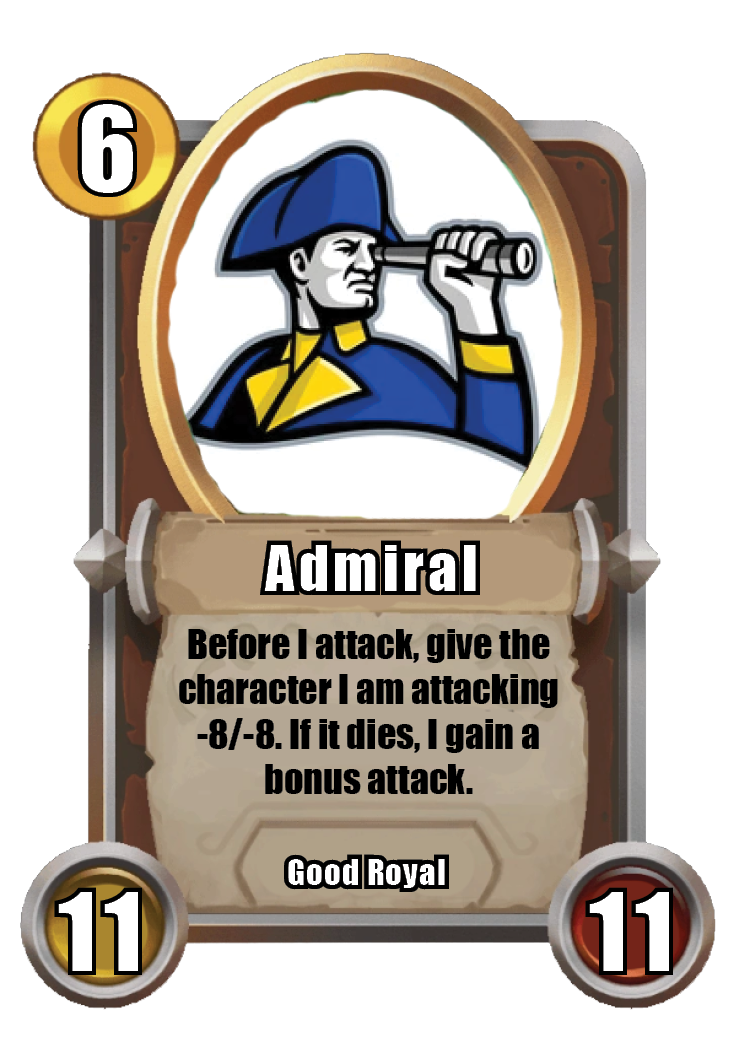 6
Admiral
Before I attack, give the
character I am attacking
-8/-8. If it dies, I gain a
bonus attack.
Good Royal
11
11